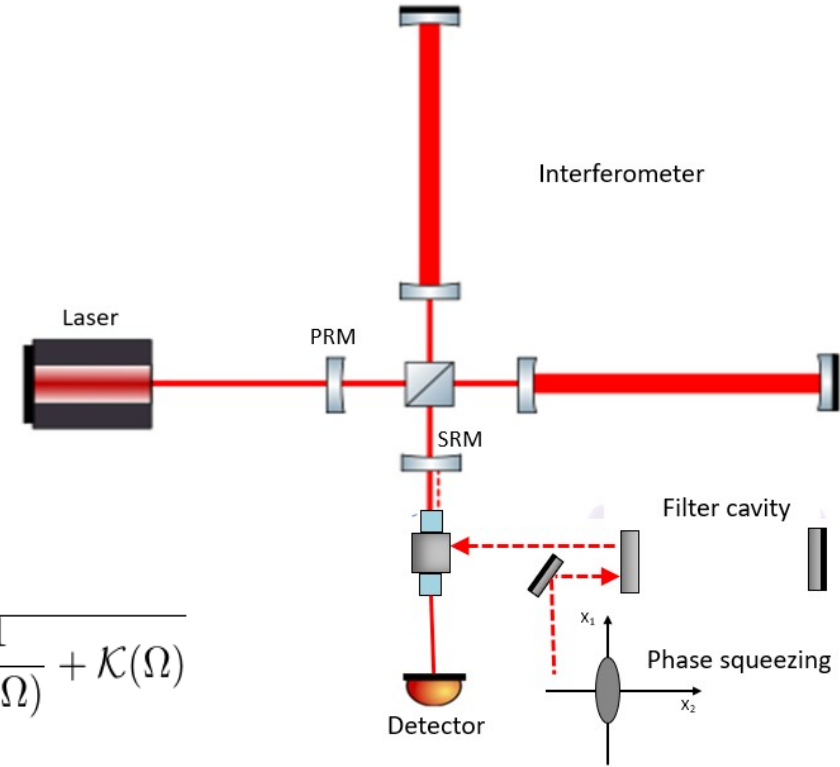 Interferometer
Laser
PRM
SRM
Filter cavity
X₁
Phase squeezing
X₂
Ω) + 𝒦(Ω)
Detector